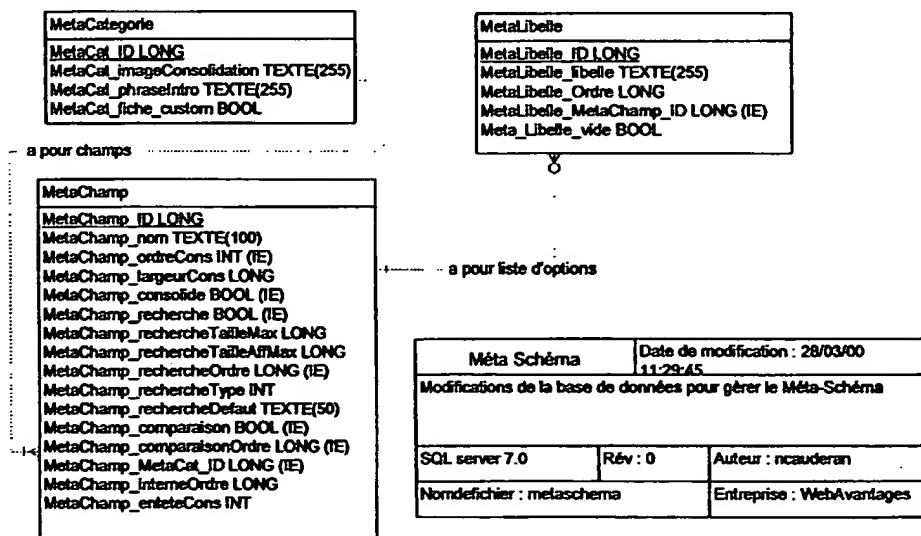 MetaCategorie
MetaCat_ID LONG
MetaCat_imageConsolidation TEXTE(255)
MetaCat_phraseIntro TEXTE(255)
MetaCat_fiche_custom BOOL
MetaLibelle
MetaLibelle_ID LONG
MetaLibelle_libelle TEXTE(255)
MetaLibelle_Ordre LONG
MetaLibelle_MetaChamp_ID LONG (IE)
Meta_Libelle_vide BOOL
a pour champs
MetaChamp
MetaChamp_ID LONG
MetaChamp_nom TEXTE(100)
MetaChamp_ordreCons INT (IE)
MetaChamp_largeurCons LONG
MetaChamp_consolide BOOL (IE)
MetaChamp_recherche BOOL (IE)
MetaChamp_rechercheTailleMax LONG
MetaChamp_rechercheTailleAffMax LONG
MetaChamp_rechercheOrdre LONG (IE)
MetaChamp_rechercheType INT
MetaChamp_rechercheDefaut TEXTE(50)
MetaChamp_comparaison BOOL (IE)
MetaChamp_comparaisonOrdre LONG (IE)
MetaChamp_MetaCat_ID LONG (IE)
MetaChamp_interneOrdre LONG
MetaChamp_enteteCons INT
a pour liste d'options
Méta Schéma
Date de modification : 28/03/00
11:29:45
Modifications de la base de données pour gérer le Méta-Schéma
SQL server 7.0
Rév : 0
Auteur : ncauderan
Nomdefichier : metaschema
Entreprise : WebAvantages